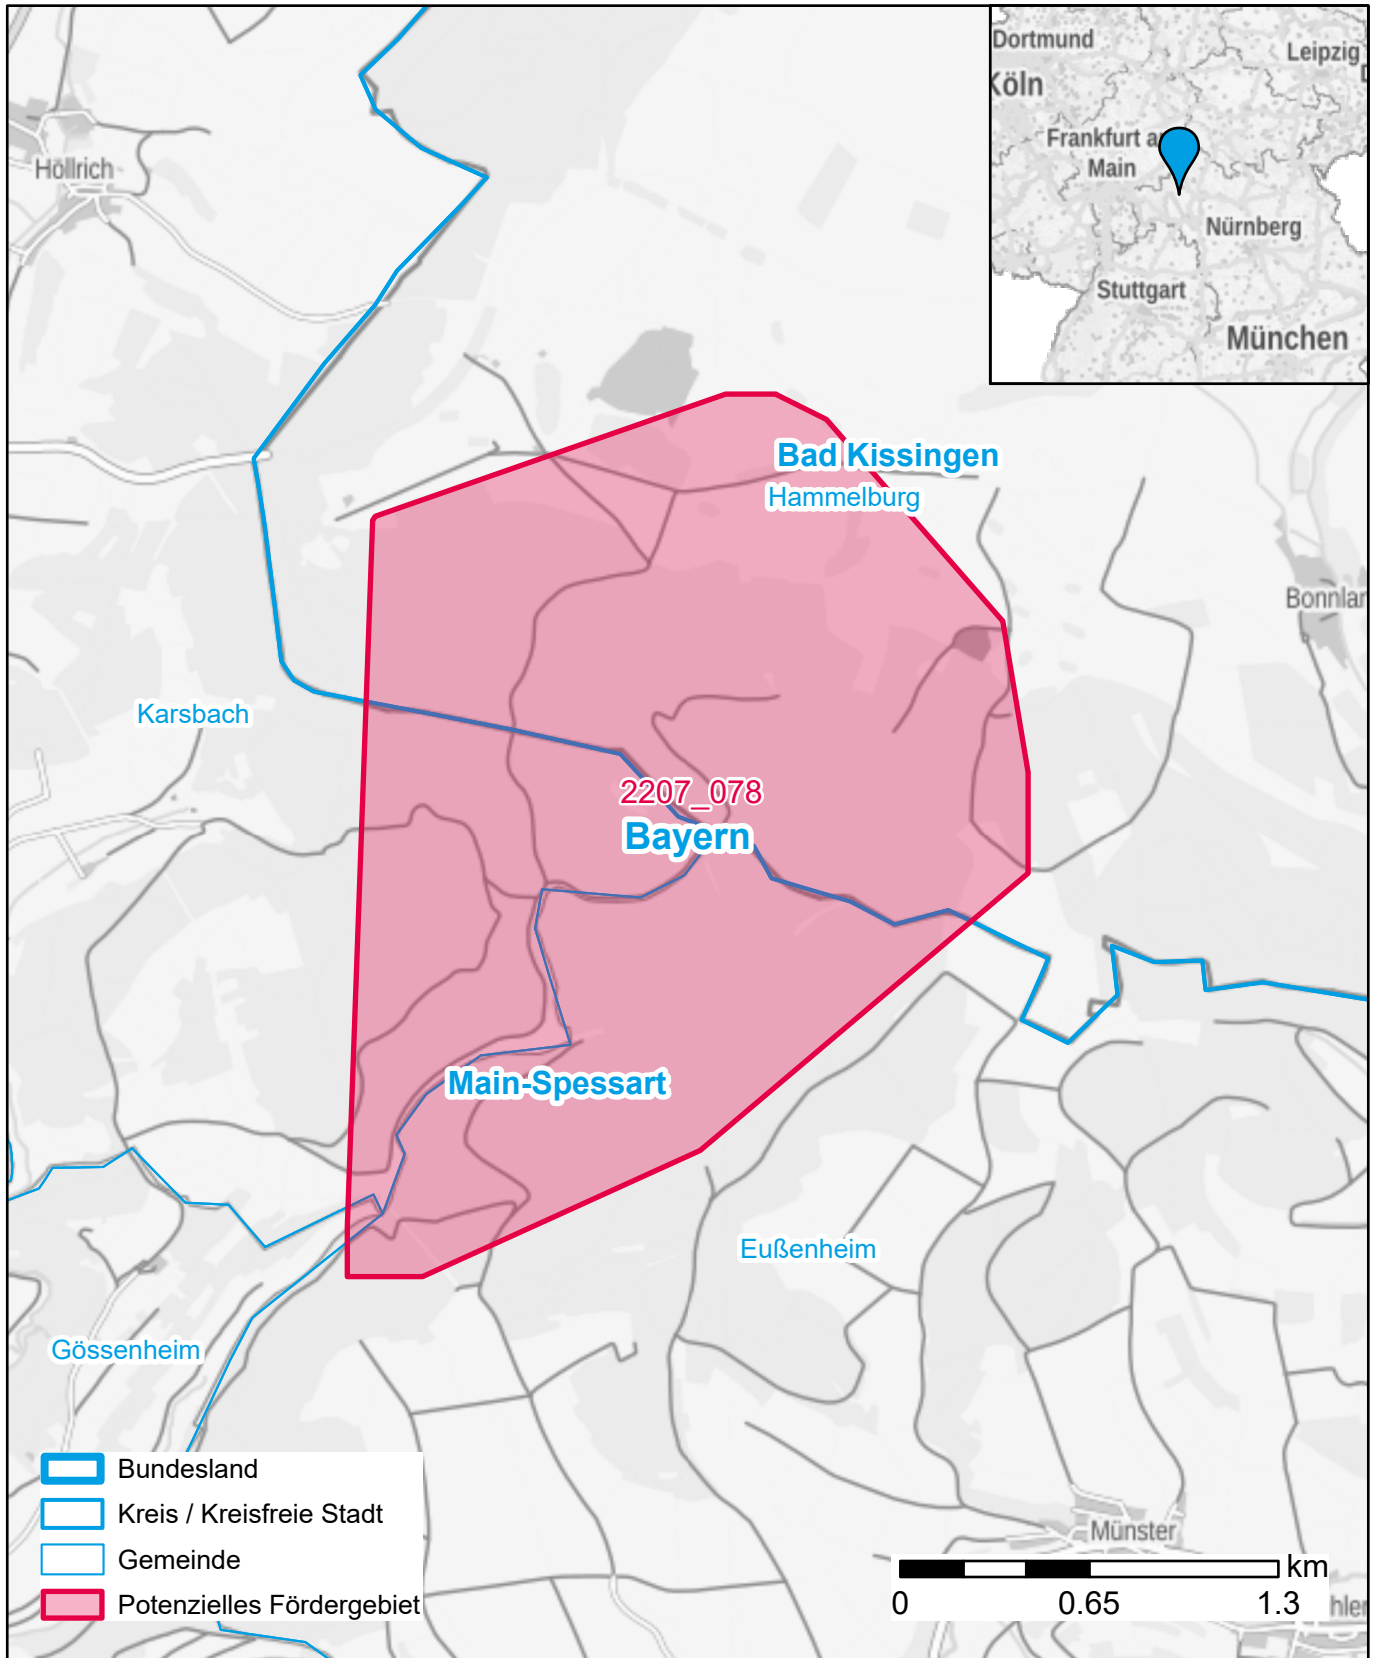 Dortmund
Leipzig
Köln
Frankfurt a
Main
Nürnberg
Stuttgart
München
Höllrich
Bad Kissingen
Hammelburg
Bonnlar
Karsbach
2207_078
Bayern
Main-Spessart
Eußenheim
Gössenheim
Münster
Bundesland
Kreis / Kreisfreie Stadt
Gemeinde
Potenzielles Fördergebiet
km
0 0.65 1.3
hler